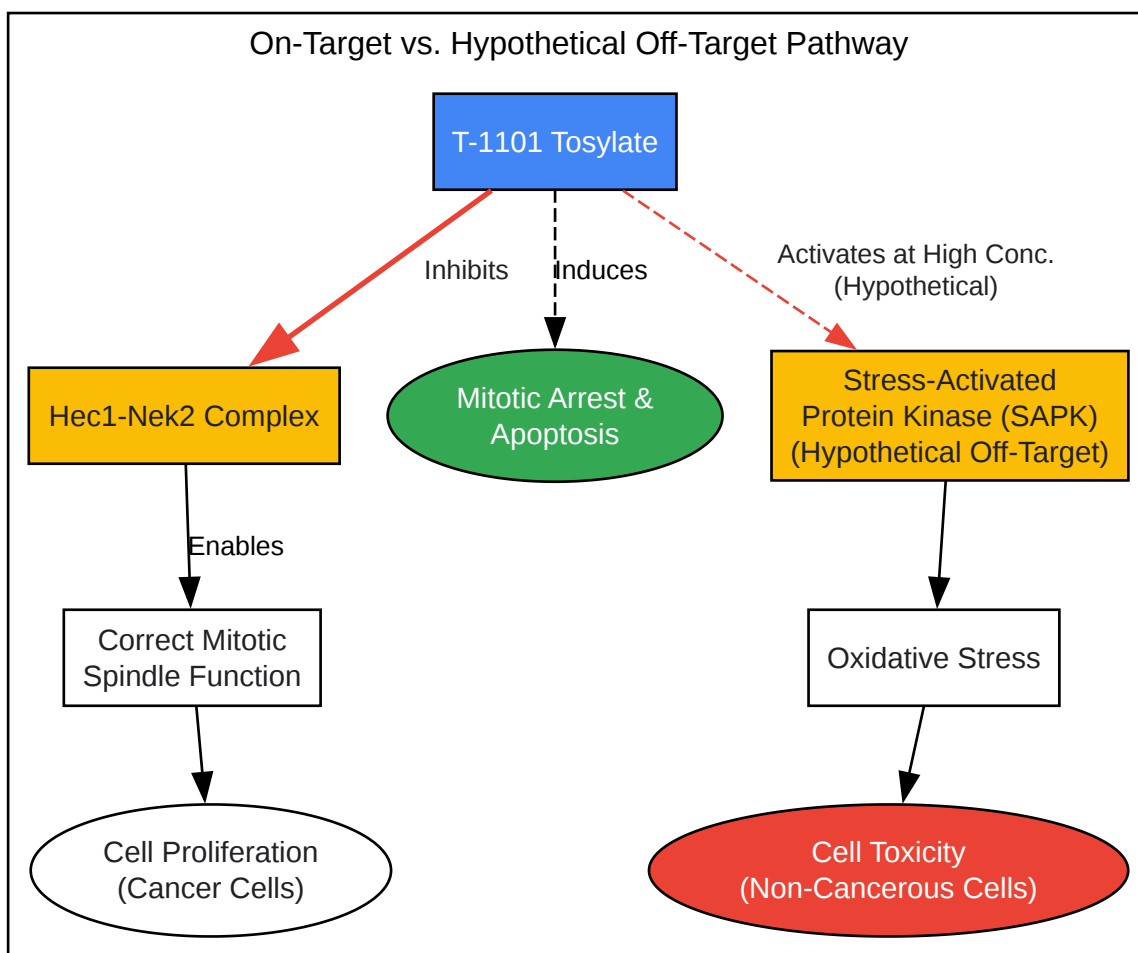 On-Target vs. Hypothetical Off-Target Pathway
T-1101 Tosylate
Inhibits
Induces
Activates at High Conc.
(Hypothetical)
Hec1-Nek2 Complex
Mitotic Arrest &
Apoptosis
Stress-Activated
Protein Kinase (SAPK)
(Hypothetical Off-Target)
Enables
Correct Mitotic
Spindle Function
Oxidative Stress
Cell Proliferation
(Cancer Cells)
Cell Toxicity
(Non-Cancerous Cells)